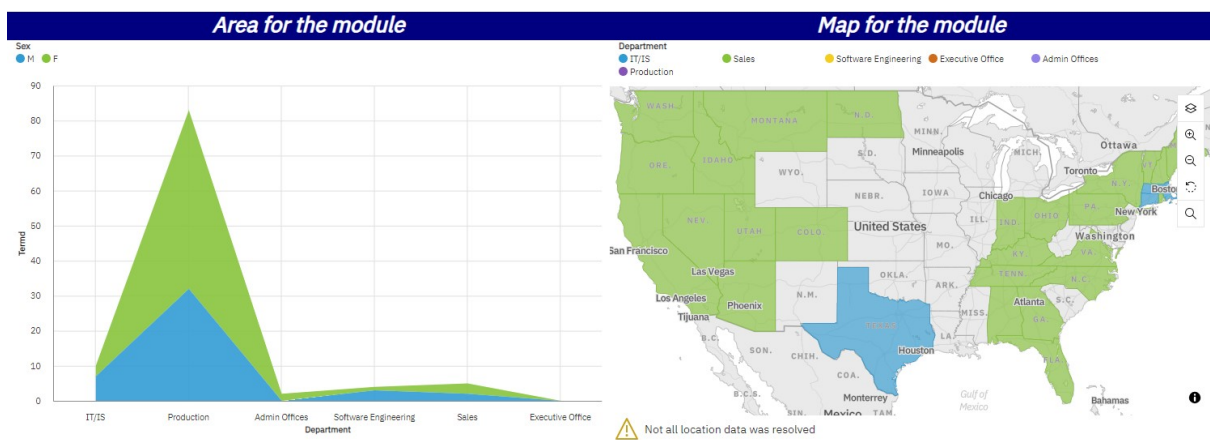 Area for the module
Sex
M F
Termd
90
80
70
60
50
40
30
20
10
0
IT/IS Production Admin Offices Software Engineering Sales Executive Office
Department
Map for the module
Department
IT/IS Sales Software Engineering Executive Office Admin Offices
Production
WASH.
MONTANA
N.D.
MINN.
ORE.
IDAHO
S.D.
Minneapolis
MICH.
Ottawa
VT.
WYO.
Toronto
N.Y.
Boston
NEBR.
IOWA
Chicago
PA.
New York
NEV.
UTAH
COLO.
United States
ILL.
IND.
OHIO
Washington
San Francisco
MO.
KY.
VA.
Las Vegas
OKLA.
ARK.
TENN.
N.C.
Los Angeles
Phoenix
N.M.
Atlanta
S.C.
Tijuana
MISS.
GA.
B.C.
TEXAS
LA.
SON.
CHIH.
Houston
FLA.
COA.
B.C.S.
Monterrey
Gulf of
Mexico
Bahamas
SIN.
Mexico
TAM.
Not all location data was resolved